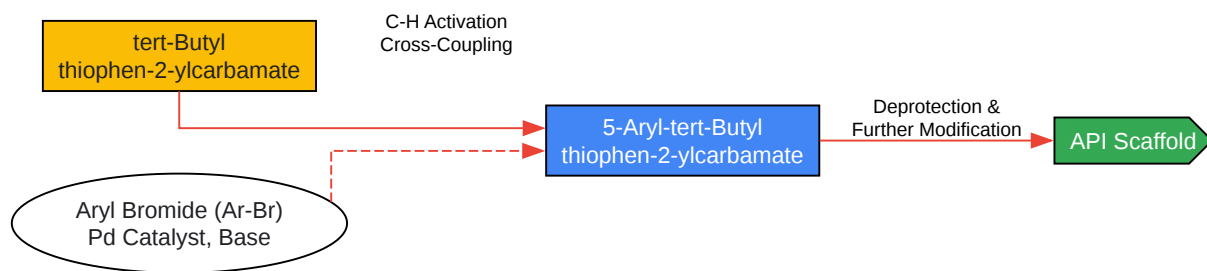 tert-Butyl
thiophen-2-ylcarbamate
C-H Activation
Cross-Coupling
Aryl Bromide (Ar-Br)
Pd Catalyst, Base
5-Aryl-tert-Butyl
thiophen-2-ylcarbamate
Deprotection &
Further Modification
API Scaffold